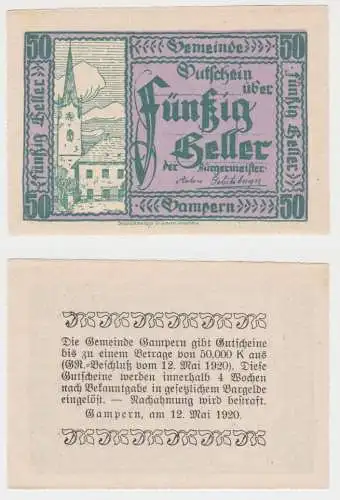 50 Gemeinde 50
Gutschein
über
Fünfzig
Heller
der Bürgermeister:
Gampern
50 50
Fünfzig Heller
Fünfzig Heller
Die Gemeinde Gampern gibt Gutscheine
bis zu einem Betrage von 50,000 K aus
(GR.-Beschluß vom 12. Mai 1920). Diese
Gutscheine werden innerhalb 4 Wochen
nach Bekanntgabe in gesetzlichem Bargelde
eingelöst. — Nachahmung wird bestraft.
Gampern, am 12. Mai 1920.